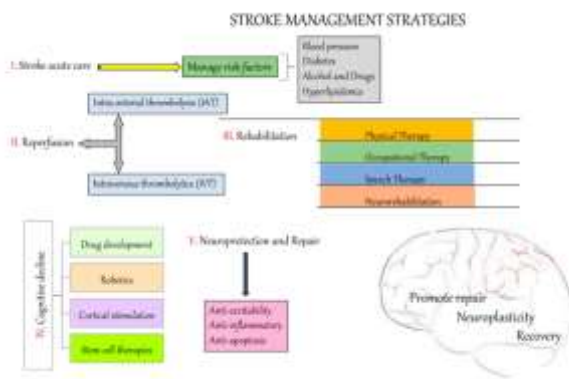 STROKE MANAGEMENT STRATEGIES
I. Stroke acute care
Manage risk factors
Blood pressure
Diabetes
Alcohol and Drugs
Hyperlipidemia
Intra-arterial thrombolysis (IAT)
II. Reperfusion
Intravenous thrombolytics (IVT)
III. Rehabilitation
Physical Therapy
Occupational Therapy
Speech Therapy
Neurorehabilitation
IV. Cognitive decline
Drug development
Robotics
Cortical stimulation
Stem cell therapies
V. Neuroprotection and Repair
Anti-excitability
Anti-inflammatory
Anti-apoptosis
Promote repair
Neuroplasticity
Recovery